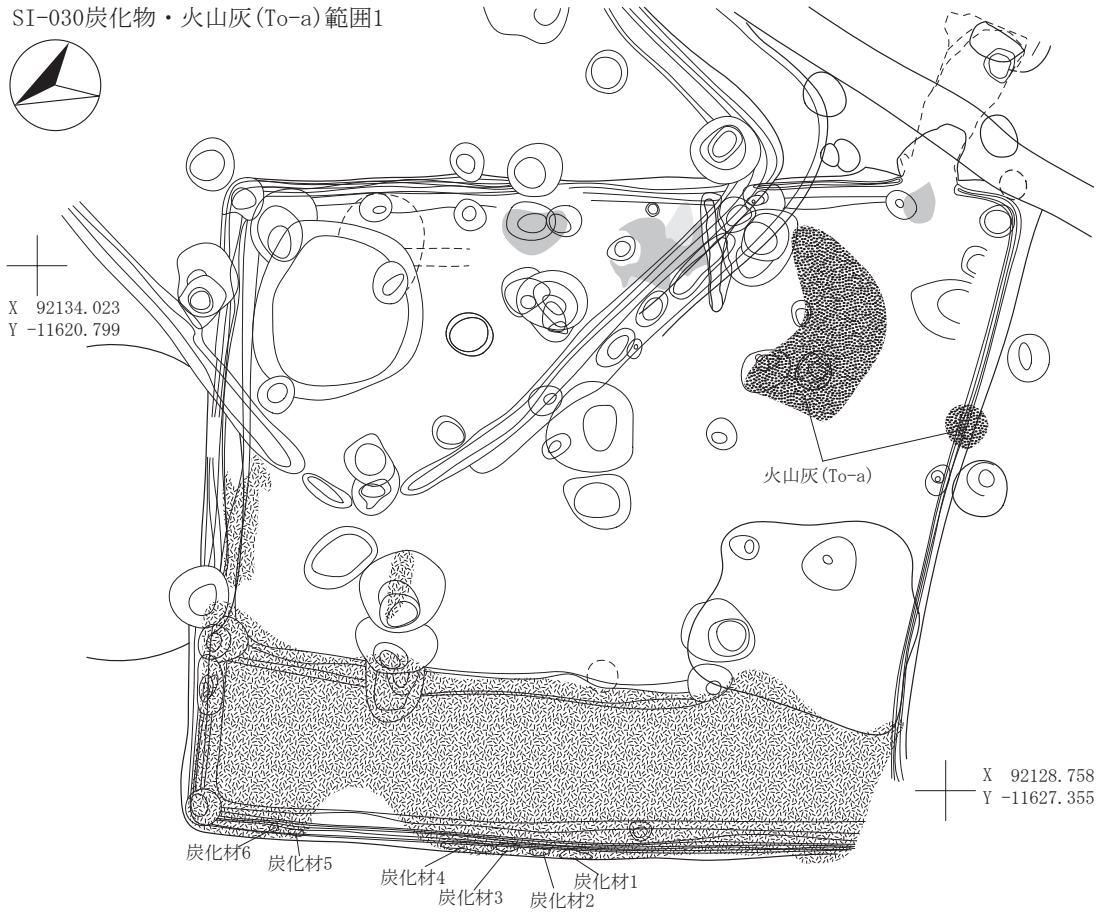 SI-030炭化物・火山灰(To-a)範囲1
X 92134.023
Y -11620.799
火山灰(To-a)
X 92128.758
Y -11627.355
炭化材6
炭化材5
炭化材4
炭化材3
炭化材2
炭化材1